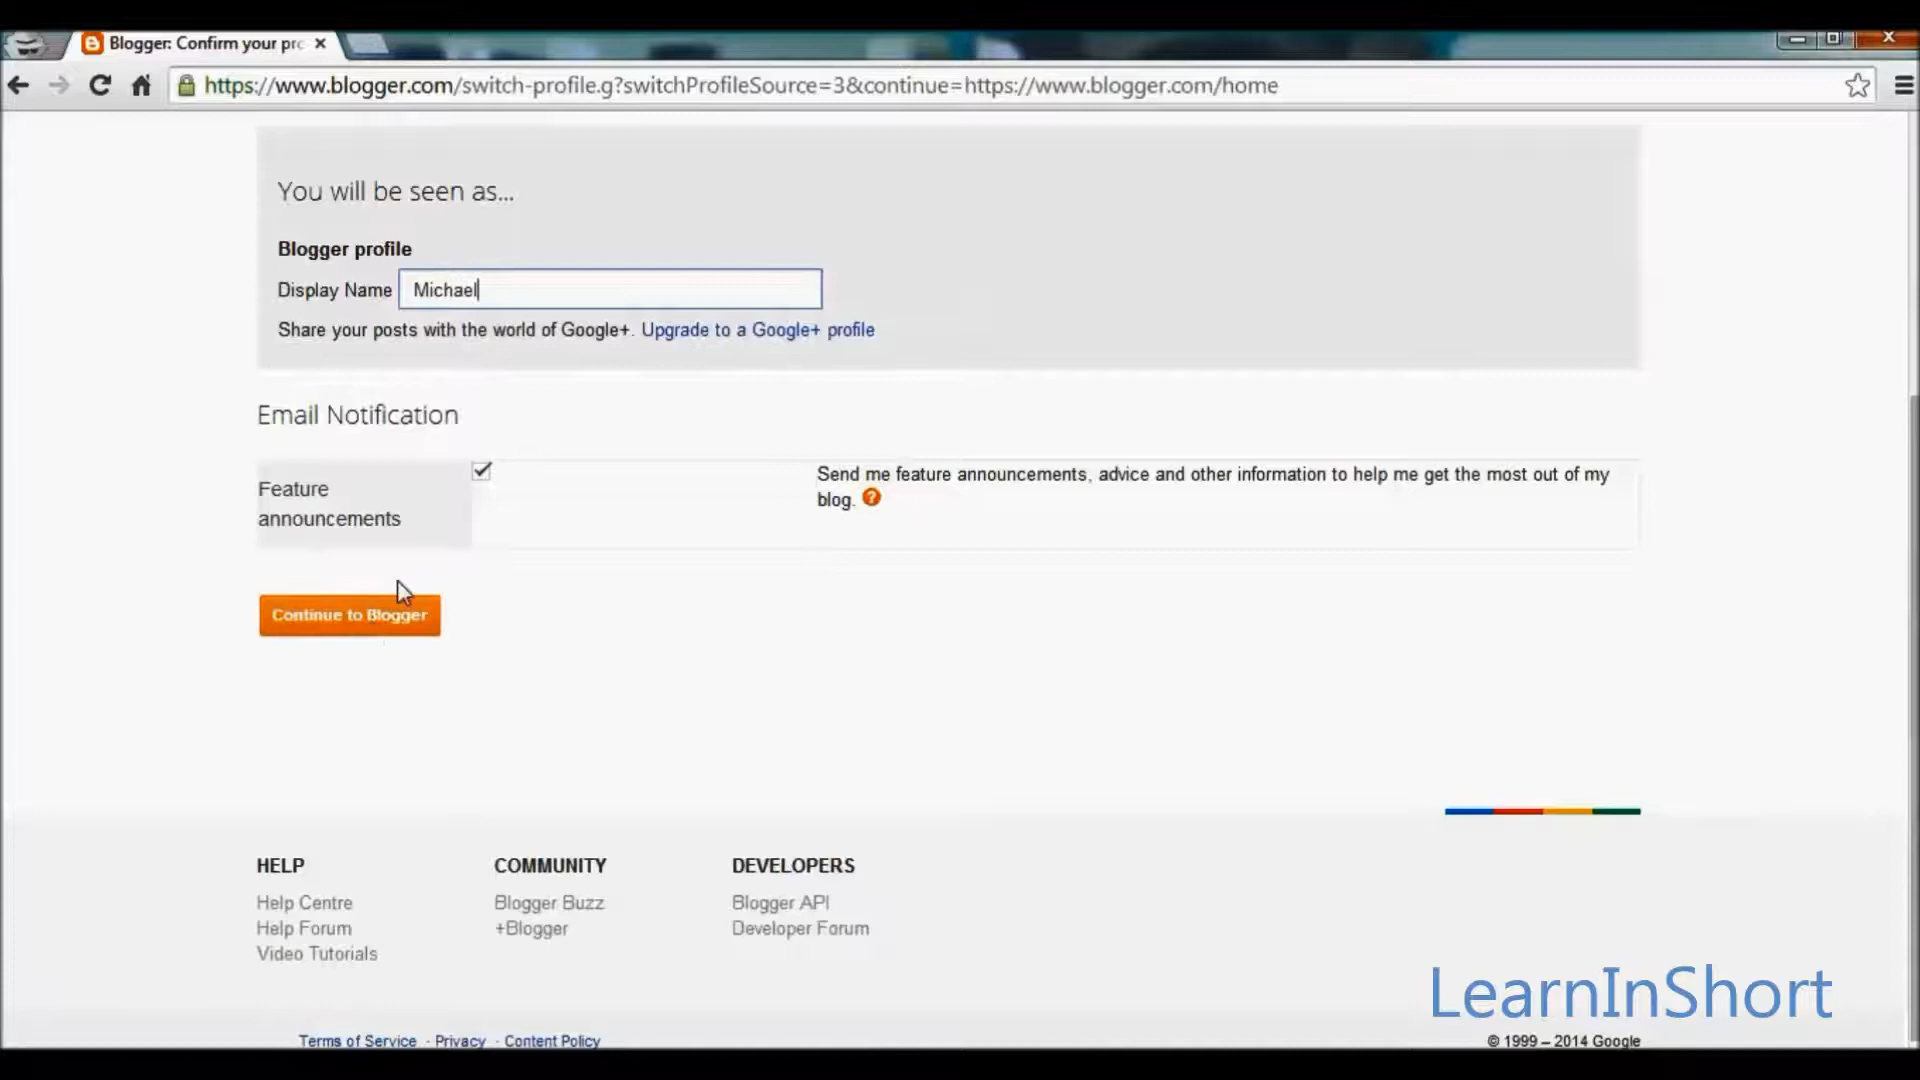 Blogger: Confirm your pro
https://www.blogger.com/switch-profile.g?switchProfileSource=3&continue=https://www.blogger.com/home
You will be seen as...
Blogger profile
Display Name Michael
Share your posts with the world of Google+. Upgrade to a Google+ profile
Email Notification
Feature
announcements
Send me feature announcements, advice and other information to help me get the most out of my
blog. ?
Continue to Blogger
HELP
Help Centre
Help Forum
Video Tutorials
COMMUNITY
Blogger Buzz
+Blogger
DEVELOPERS
Blogger API
Developer Forum
LearnInShort
Terms of Service · Privacy · Content Policy
© 1999 – 2014 Google